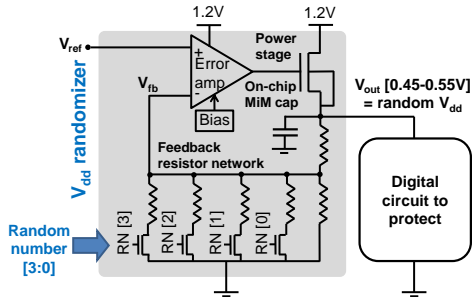 1.2V
1.2V
Power
stage
Vref
+
Error
amp
-
Vfb
On-chip
MiM cap
Bias
Vout [0.45-0.55V]
= random Vdd
Vdd randomizer
Feedback
resistor network
Digital
circuit to
protect
Random
number
[3:0]
RN [3]
RN [2]
RN [1]
RN [0]